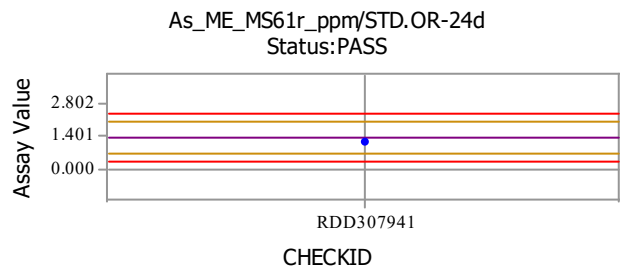 As_ME_MS61r_ppm/STD.OR-24d
Status:PASS
Assay Value
2.802
1.401
0.000
RDD307941
CHECKID